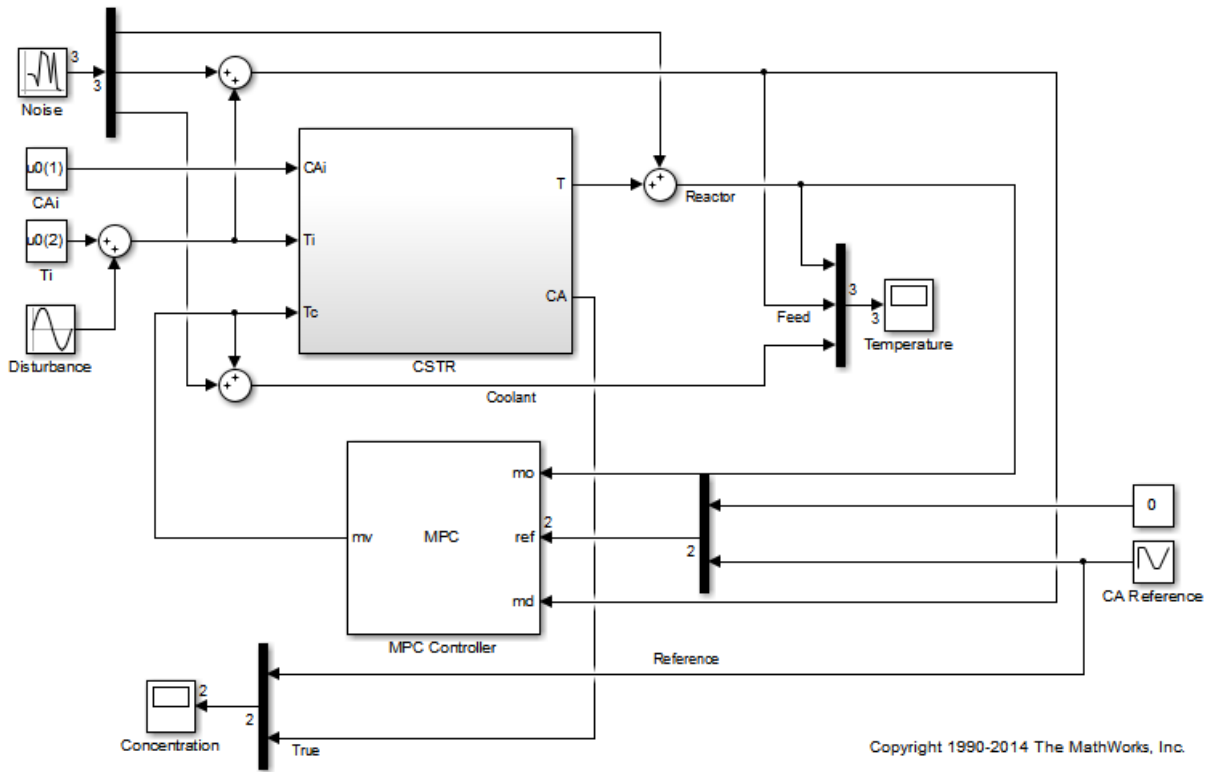 3
3
Noise
+
+
u0(1)
CAi
u0(2)
Ti
+
+
Disturbance
CAi
Ti
Tc
T
CA
CSTR
+
+
Reactor
+
+
Coolant
Feed
3
3
Temperature
mo
mv
MPC
ref
2
md
MPC Controller
2
0
CA Reference
Reference
2
2
Concentration
True
Copyright 1990-2014 The MathWorks, Inc.